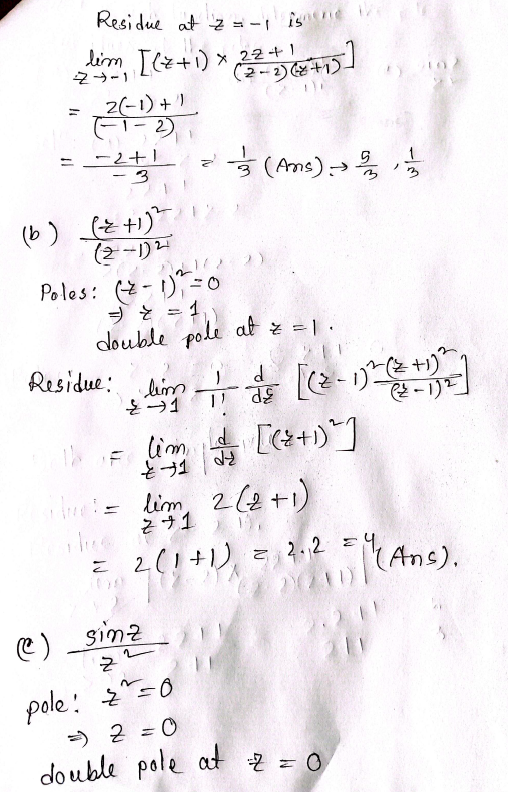 Residue at z = -1 is
lim z→-1 [(z+1) × (2z+1)/((z-2)(z+1))]
= (2(-1)+1)/(-1-2)
= (-2+1)/(-3) = 1/3 (Ans) → 5/3, 1/3
(b) (z+1)²/(z-1)²
Poles: (z-1)² = 0
⇒ z = 1
double pole at z = 1.
Residue: lim z→1 1/1! d/dz [(z-1)² (z+1)²/(z-1)²]
= lim z→1 d/dz [(z+1)²]
= lim z→1 2(z+1)
= 2(1+1) = 2.2 = 4 (Ans).
(c) sinz/z²
pole: z² = 0
⇒ z = 0
double pole at z = 0